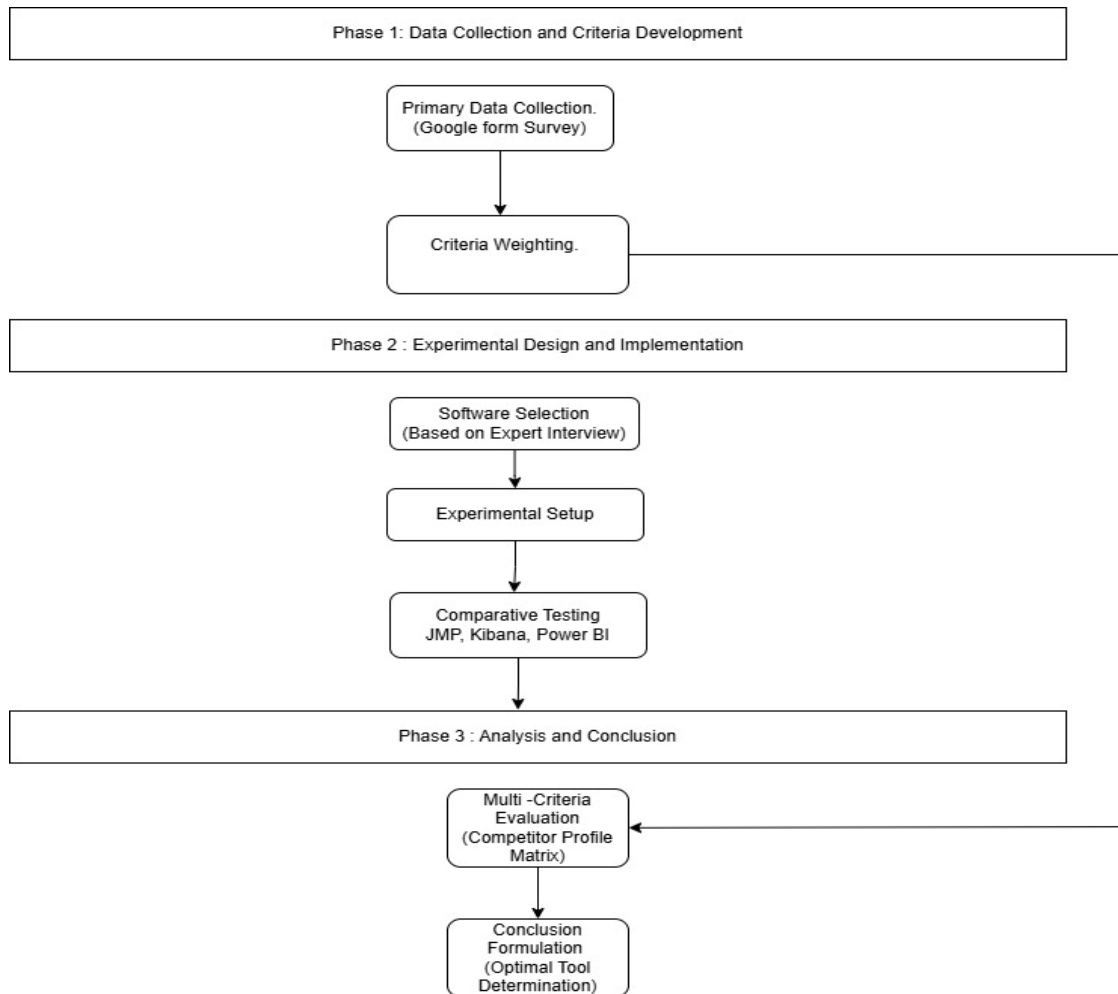 Phase 1: Data Collection and Criteria Development
Primary Data Collection.
(Google form Survey)
Criteria Weighting.
Phase 2 : Experimental Design and Implementation
Software Selection
(Based on Expert Interview)
Experimental Setup
Comparative Testing
JMP, Kibana, Power BI
Phase 3 : Analysis and Conclusion
Multi -Criteria
Evaluation
(Competitor Profile
Matrix)
Conclusion
Formulation
(Optimal Tool
Determination)